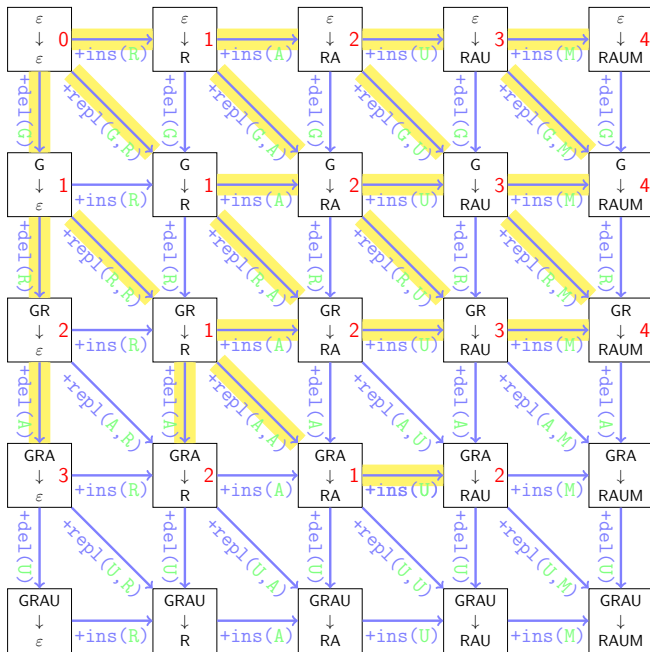 ε ε ε ε ε
↓ 0 ↓ 1 ↓ 2 ↓ 3 ↓ 4
ε +ins(R) R +ins(A) RA +ins(U) RAU +ins(M) RAUM
+del(G) +repl(G,R) +del(G) +repl(G,A) +del(G) +repl(G,U) +del(G) +repl(G,M) +del(G)
G G G G G
↓ 1 ↓ 1 ↓ 2 ↓ 3 ↓ 4
ε +ins(R) R +ins(A) RA +ins(U) RAU +ins(M) RAUM
+del(R) +repl(R,R) +del(R) +repl(R,A) +del(R) +repl(R,U) +del(R) +repl(R,M) +del(R)
GR GR GR GR GR
↓ 2 ↓ 1 ↓ 2 ↓ 3 ↓ 4
ε +ins(R) R +ins(A) RA +ins(U) RAU +ins(M) RAUM
+del(A) +repl(A,R) +del(A) +repl(A,A) +del(A) +repl(A,U) +del(A) +repl(A,M) +del(A)
GRA GRA GRA GRA GRA
↓ 3 ↓ 2 ↓ 1 ↓ 2 ↓
ε +ins(R) R +ins(A) RA +ins(U) RAU +ins(M) RAUM
+del(U) +repl(U,R) +del(U) +repl(U,A) +del(U) +repl(U,U) +del(U) +repl(U,M) +del(U)
GRAU GRAU GRAU GRAU GRAU
↓ ↓ ↓ ↓ ↓
ε +ins(R) R +ins(A) RA +ins(U) RAU +ins(M) RAUM